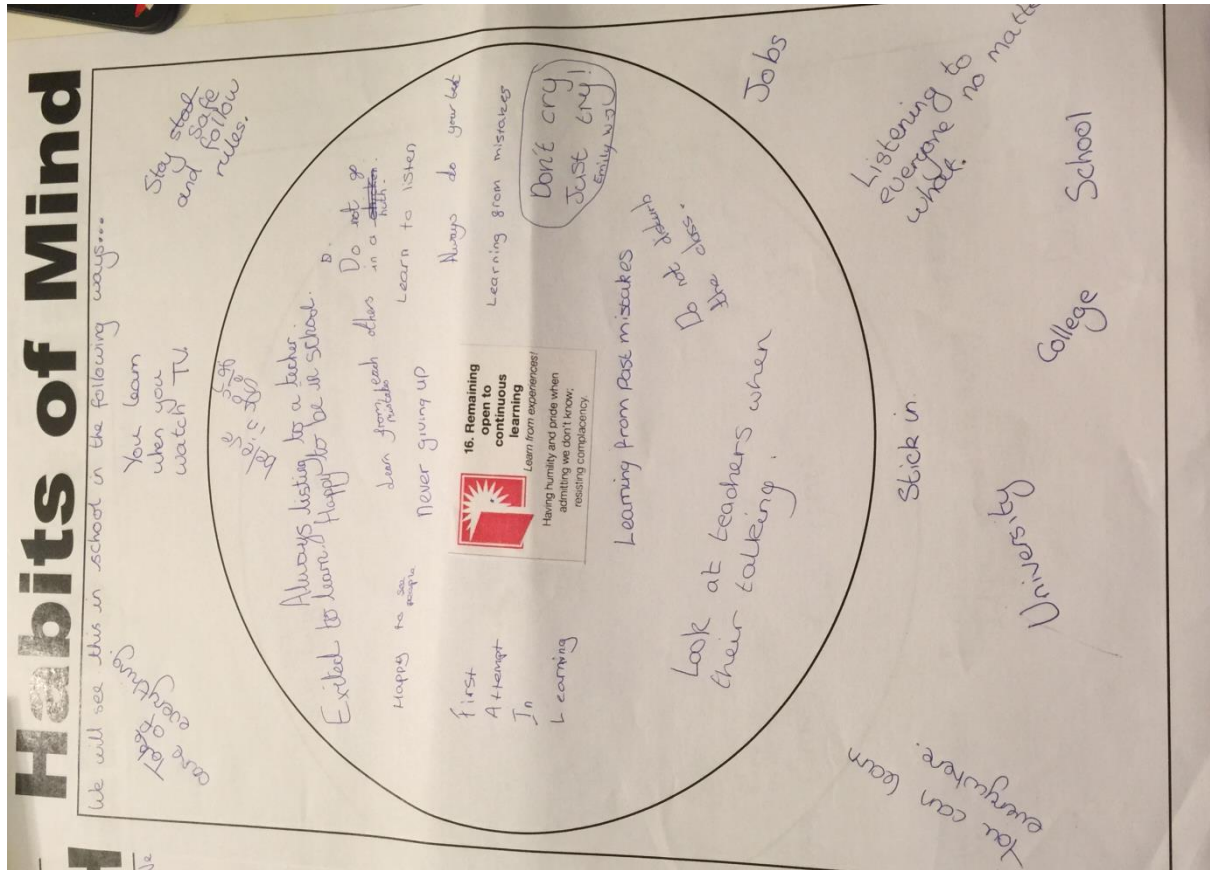 Habits of Mind
We will see this in school in the following ways...
Take
care of
everything
You learn
when you
watch TV
Stay
and safe
follow
rules.
Always listing to a techer
Exited to learn. Happy to be in school.
Do not go
in a
huth.
learn from each others
mistakes
Learn to listen
Happy to see
people
never giving up
Always do your best
First
Attempt
In
Learning
16. Remaining
open to
continuous
learning
Learn from experiences!
Having humility and pride when
admitting we don't know;
resisting complacency.
Learning from mistakes
Don't cry
Just try!
Emily
Learning from past mistakes
Do not disturb
the class.
Look at teachers when
their talking.
Jobs
Stick in
Listening to
everyone no matte
University
College
School
You can learn
everywhere.